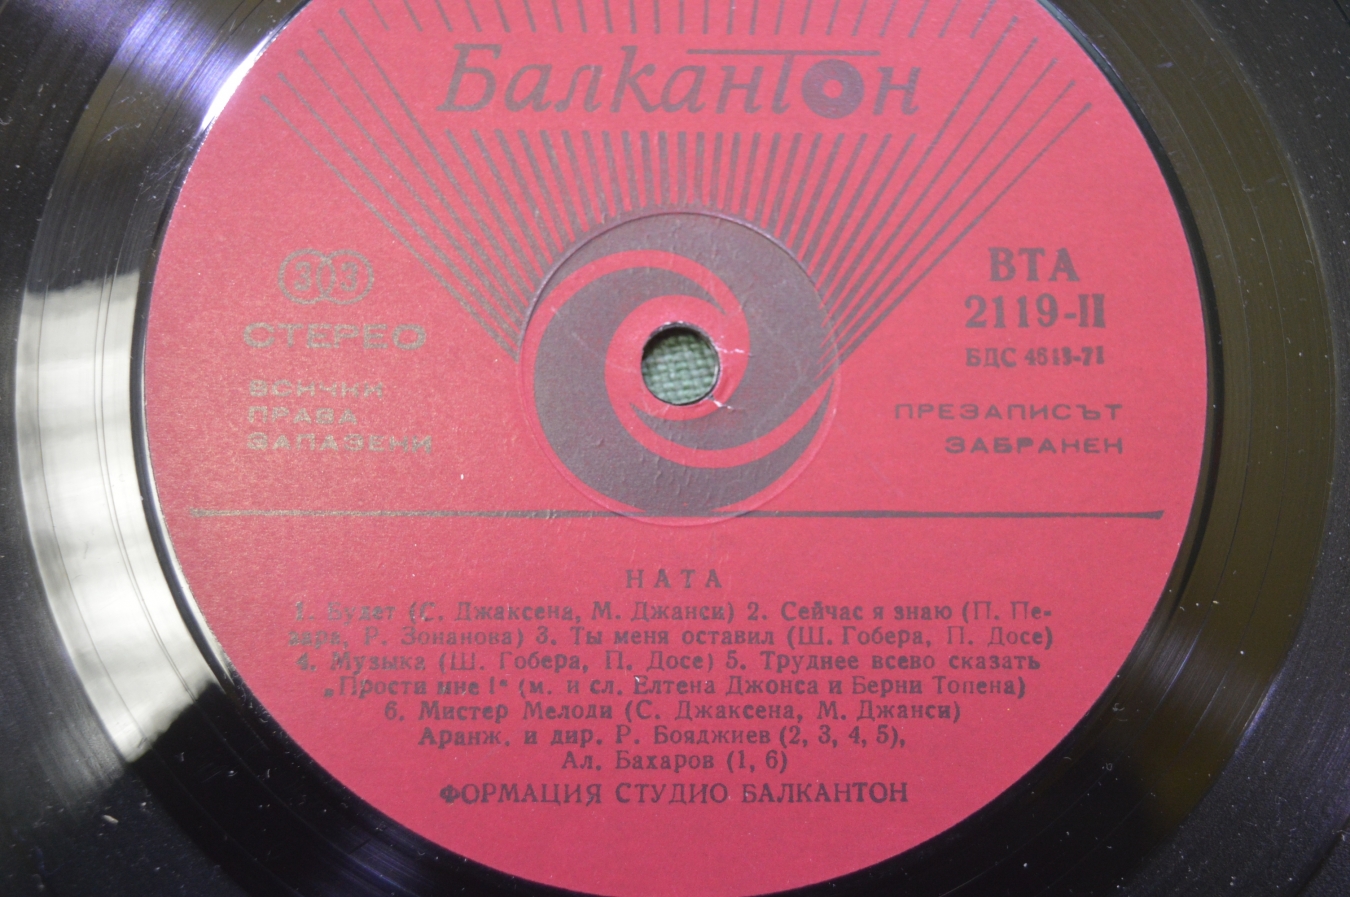 Балкантон
33
СТЕРЕО
ВСИЧКИ
ПРАВА
ЗАПАЗЕНИ
ВТА
2119-II
БДС 4613-71
ПРЕЗАПИСЪТ
ЗАБРАНЕН
НАТА
1. Будет (С. Джаксена, М. Джанси) 2. Сейчас я знаю (П. Пе-
зара, Р. Зонанова) 3. Ты меня оставил (Ш. Гобера, П. Досе)
4. Музыка (Ш. Гобера, П. Досе) 5. Труднее всево сказать
„Прости мне !“ (м. и сл. Елтена Джонса и Берни Топена)
6. Мистер Мелоди (С. Джаксена, М. Джанси)
Аранж. и дир. Р. Бояджиев (2, 3, 4, 5),
Ал. Бахаров (1, 6)
ФОРМАЦИЯ СТУДИО БАЛКАНТОН